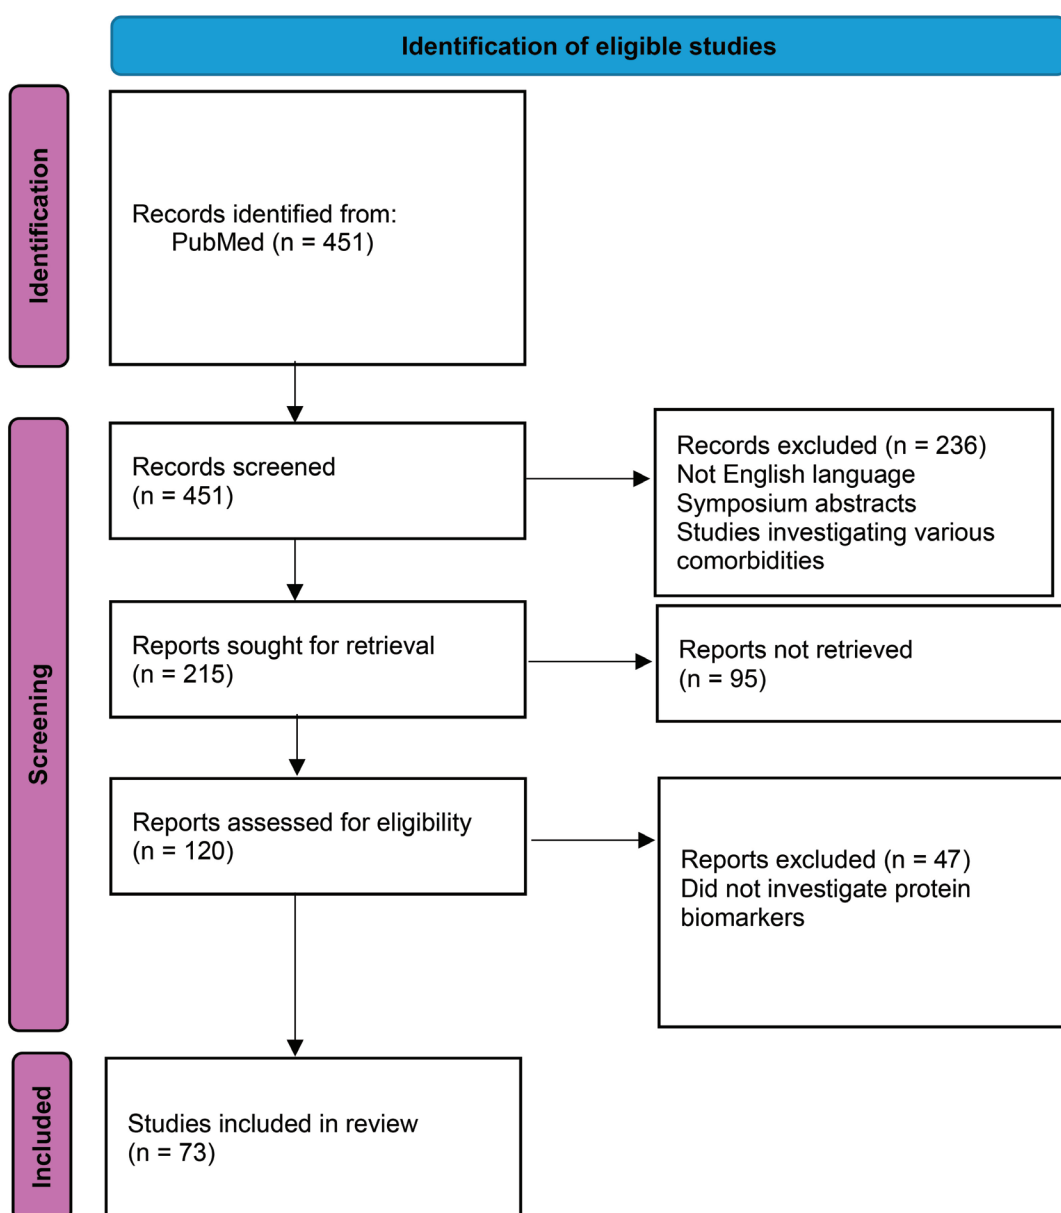 Identification of eligible studies
Identification
Records identified from:
PubMed (n = 451)
Screening
Records screened
(n = 451)
Records excluded (n = 236)
Not English language
Symposium abstracts
Studies investigating various
comorbidities
Reports sought for retrieval
(n = 215)
Reports not retrieved
(n = 95)
Reports assessed for eligibility
(n = 120)
Reports excluded (n = 47)
Did not investigate protein
biomarkers
Included
Studies included in review
(n = 73)